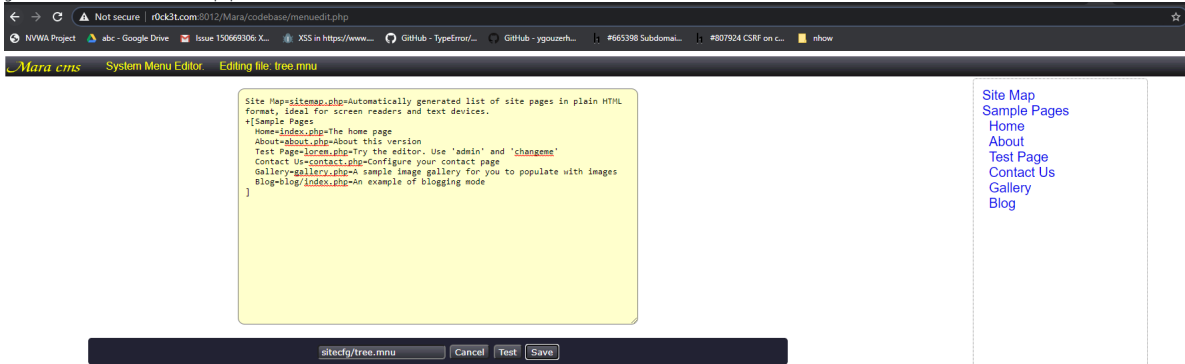 Not secure | r0ck3t.com:8012/Mara/codebase/menuedit.php
NVWA Project abc - Google Drive Issue 150669306: X... XSS in https://www.... GitHub - TypeError/... GitHub - ygouzerh... #665398 Subdomai... #807924 CSRF on c... nhow
Mara cms System Menu Editor. Editing file: tree.mnu
Site Map=sitemap.php=Automatically generated list of site pages in plain HTML
format, ideal for screen readers and text devices.
+[Sample Pages
Home=index.php=The home page
About=about.php=About this version
Test Page=lorem.php=Try the editor. Use 'admin' and 'changeme'
Contact Us=contact.php=Configure your contact page
Gallery=gallery.php=A sample image gallery for you to populate with images
Blog=blog/index.php=An example of blogging mode
]
Site Map
Sample Pages
Home
About
Test Page
Contact Us
Gallery
Blog
sitecfg/tree.mnu Cancel Test Save